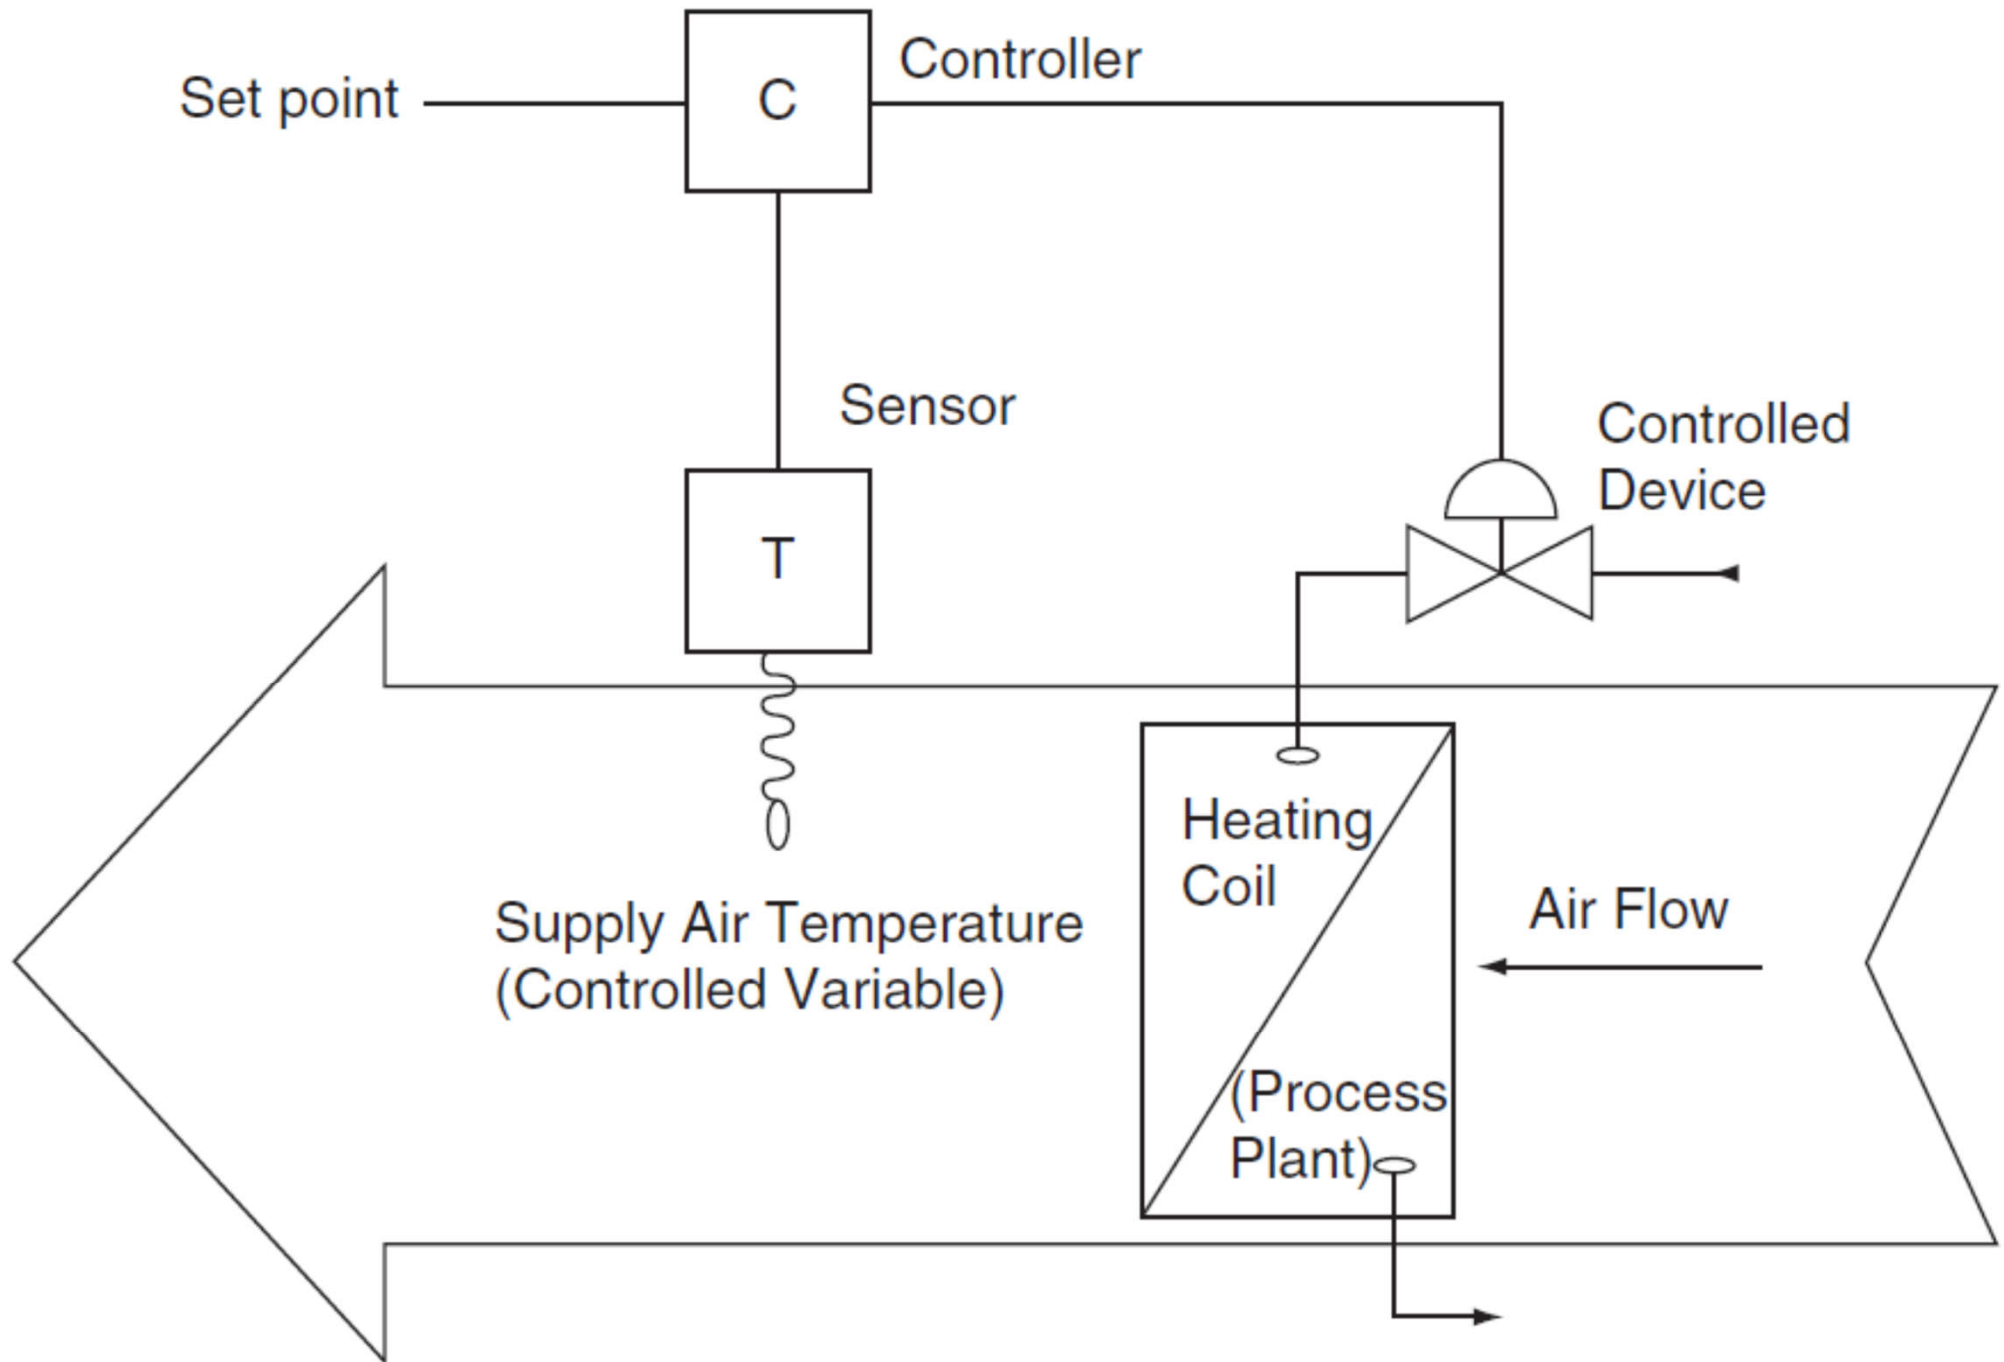 Set point
C
Controller
Sensor
T
Controlled
Device
Heating
Coil
Air Flow
Supply Air Temperature
(Controlled Variable)
(Process
Plant)